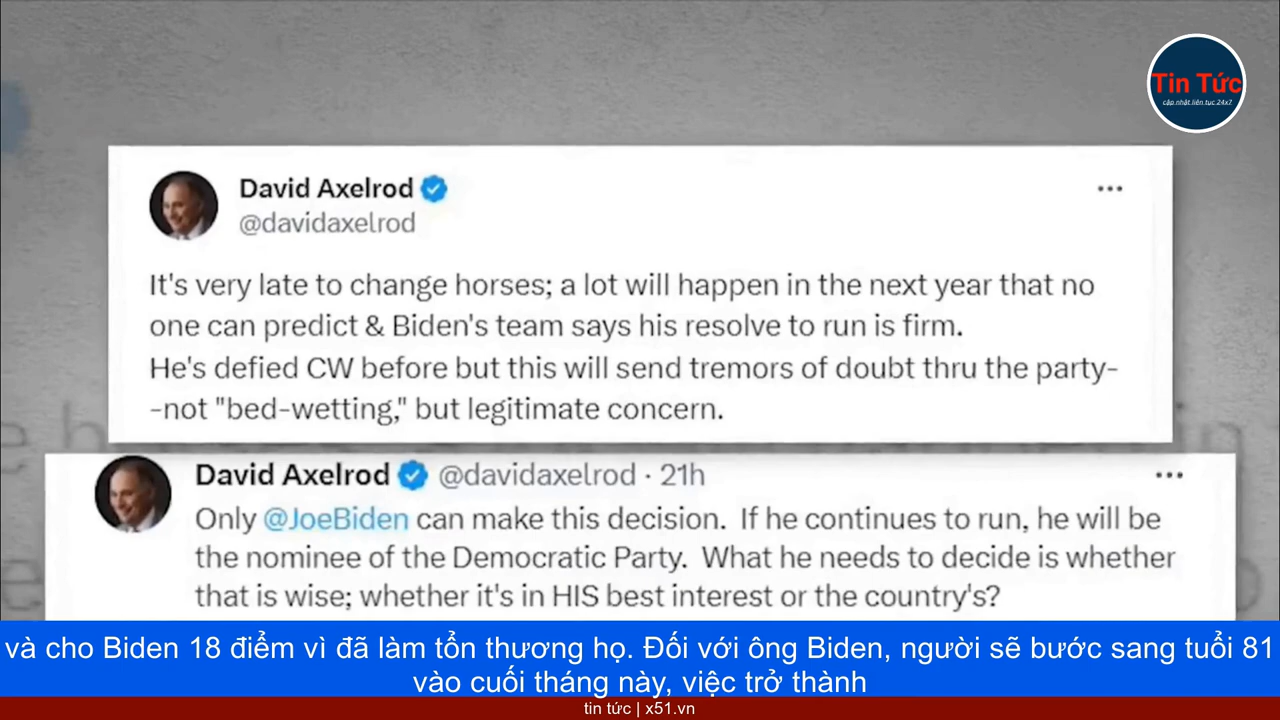 Tin Tức
cập nhật liên tục 24x7
David Axelrod
@davidaxelrod
It's very late to change horses; a lot will happen in the next year that no
one can predict & Biden's team says his resolve to run is firm.
He's defied CW before but this will send tremors of doubt thru the party-
-not "bed-wetting," but legitimate concern.
David Axelrod @davidaxelrod · 21h
Only @JoeBiden can make this decision. If he continues to run, he will be
the nominee of the Democratic Party. What he needs to decide is whether
that is wise; whether it's in HIS best interest or the country's?
và cho Biden 18 điểm vì đã làm tổn thương họ. Đối với ông Biden, người sẽ bước sang tuổi 81
vào cuối tháng này, việc trở thành
tin tức | x51.vn